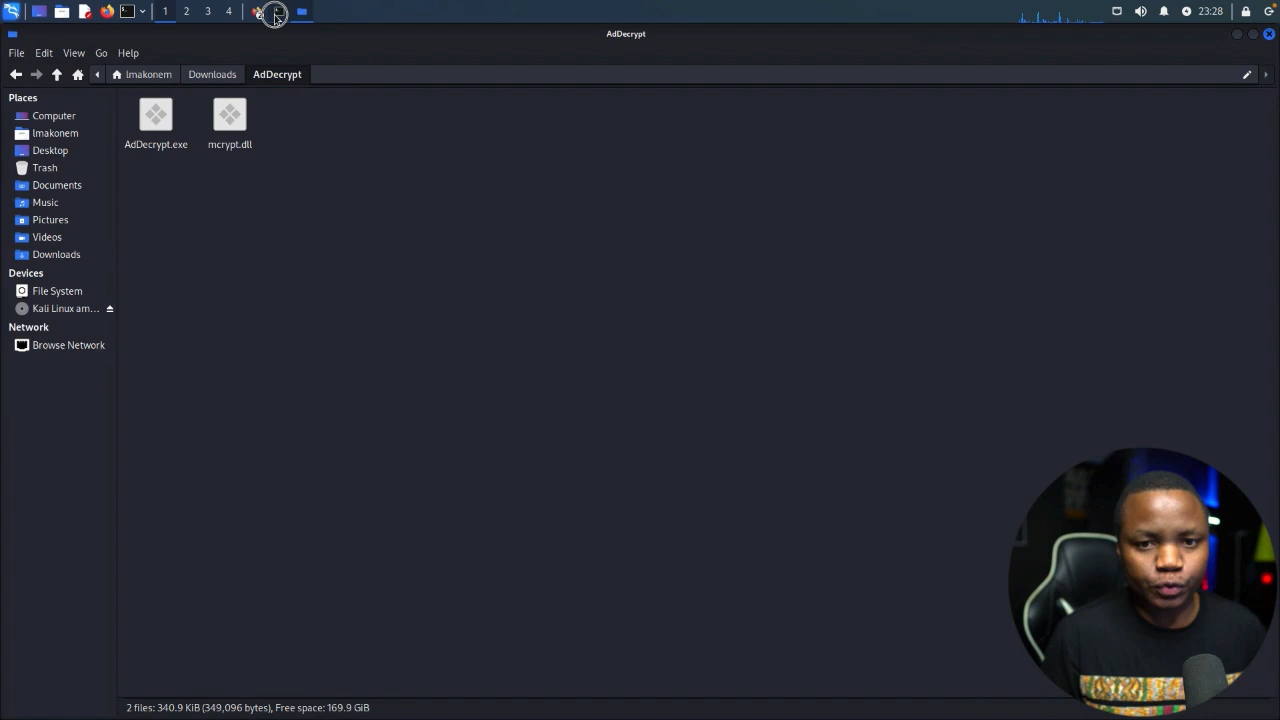 1 2 3 4 23:28
AdDecrypt
File Edit View Go Help
lmakonem Downloads AdDecrypt
Places
Computer
lmakonem
Desktop
Trash
Documents
Music
Pictures
Videos
Downloads
Devices
File System
Kali Linux am...
Network
Browse Network
AdDecrypt.exe mcrypt.dll
2 files: 340.9 KiB (349,096 bytes), Free space: 169.9 GiB